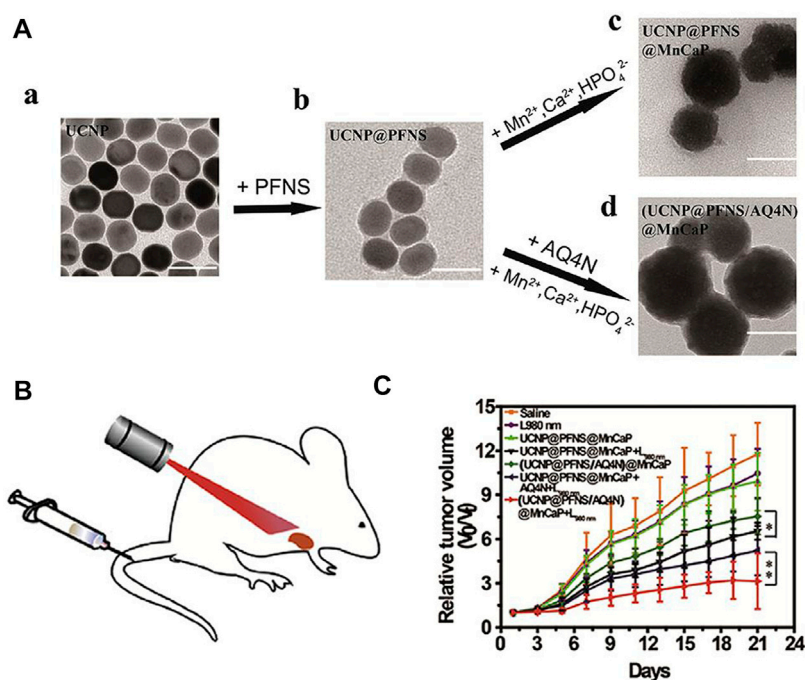 A
a
UCNP
+ PFNS
b
UCNP@PFNS
+ Mn²⁺,Ca²⁺,HPO₄²⁻
c
UCNP@PFNS
@MnCaP
+ AQ4N
+ Mn²⁺,Ca²⁺,HPO₄²⁻
d
(UCNP@PFNS/AQ4N)
@MnCaP
B
C
Relative tumor volume
(V₀/Vₜ)
15
12
9
6
3
0
Saline
L980 nm
UCNP@PFNS@MnCaP
UCNP@PFNS@MnCaP+L₉₈₀ ₙₘ
(UCNP@PFNS/AQ4N)@MnCaP
UCNP@PFNS@MnCaP+
AQ4N+L₉₈₀ ₙₘ
(UCNP@PFNS/AQ4N)
@MnCaP+L₉₈₀ ₙₘ
*
**
0 3 6 9 12 15 18 21 24
Days